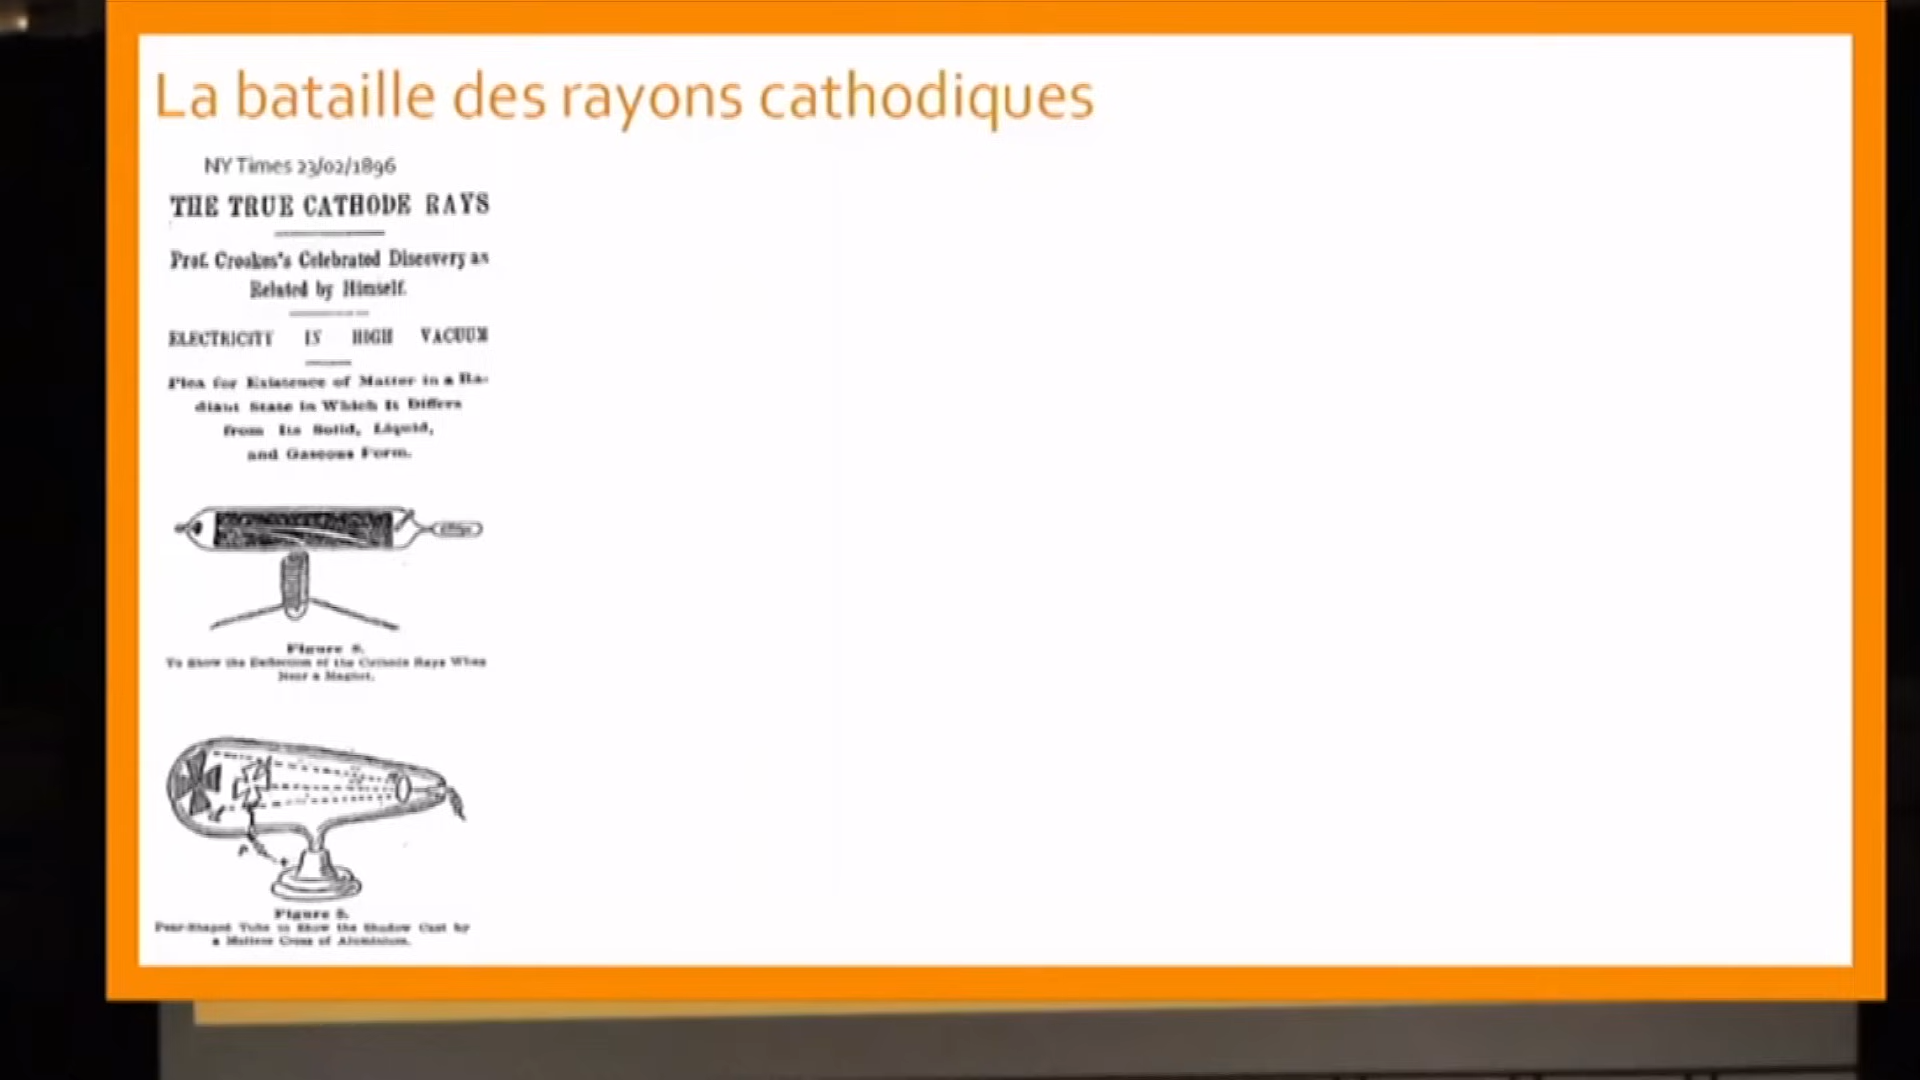 La bataille des rayons cathodiques
NY Times 23/02/1896
THE TRUE CATHODE RAYS
Prof. Crookes's Celebrated Discovery as
Related by Himself.
ELECTRICITY IN HIGH VACUUM
Plea for Existence of Matter in a Ra-
diant State in Which It Differs
from Its Solid, Liquid,
and Gaseous Form.
Figure 8.
To Show the Deflection of the Cathode Rays When
Near a Magnet.
P
+
Figure 5.
Pear-Shaped Tube to Show the Shadow Cast by
a Maltese Cross of Aluminium.